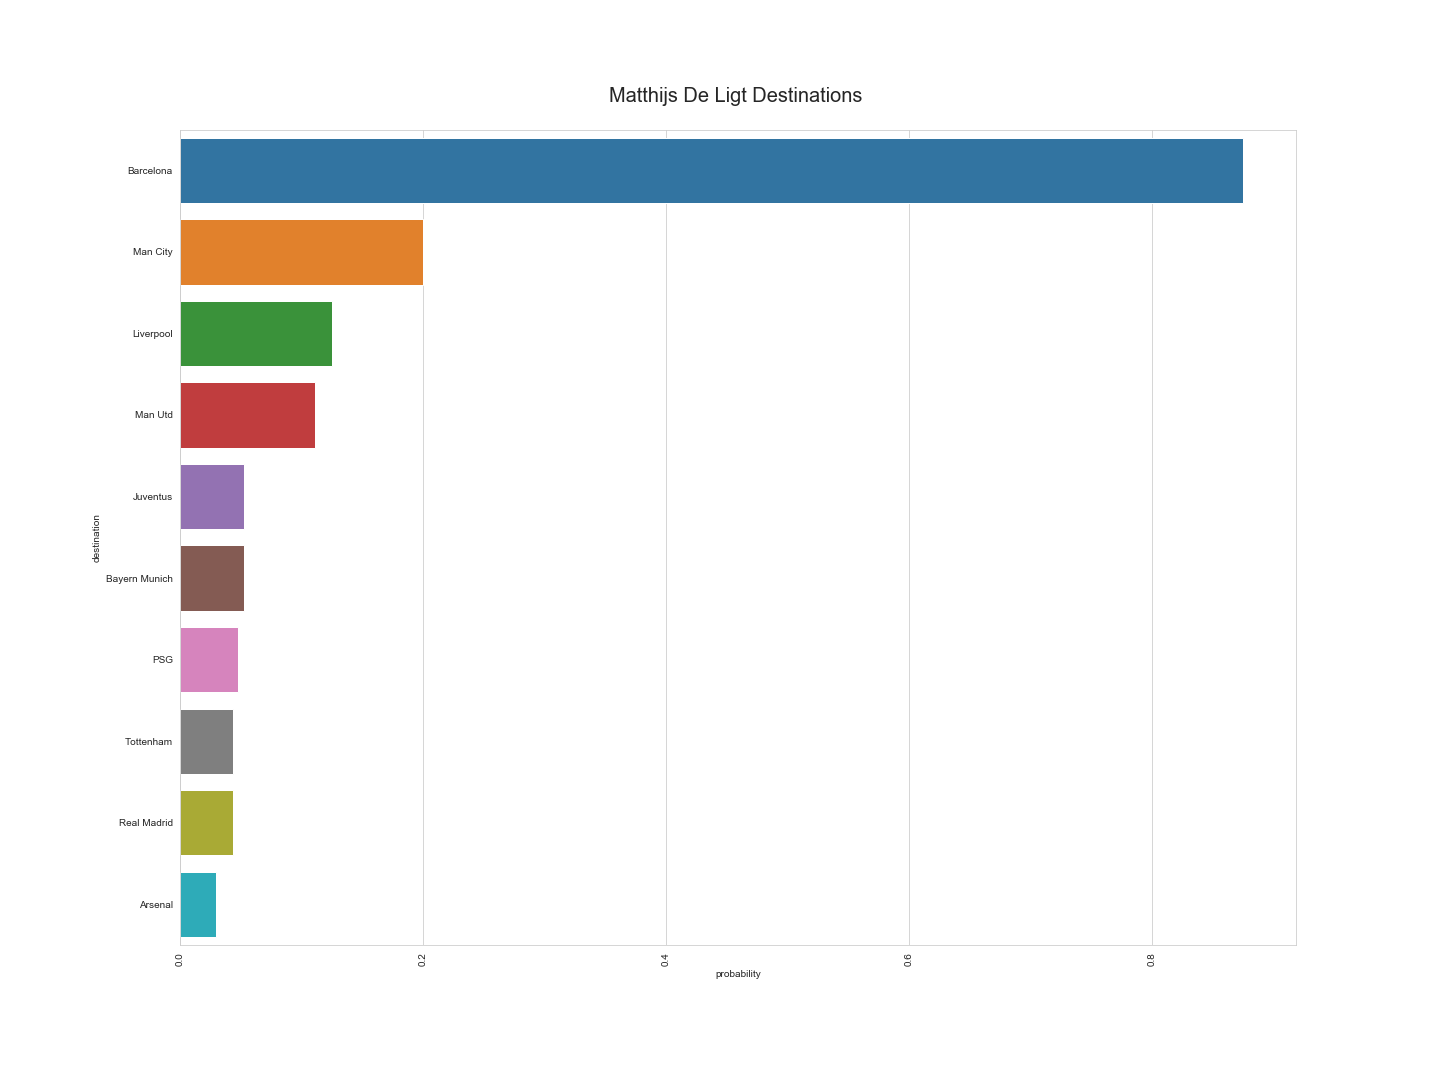 Matthijs De Ligt Destinations
Barcelona
Man City
Liverpool
Man Utd
Juventus
destination
Bayern Munich
PSG
Tottenham
Real Madrid
Arsenal
0.0
0.2
0.4
0.6
0.8
probability